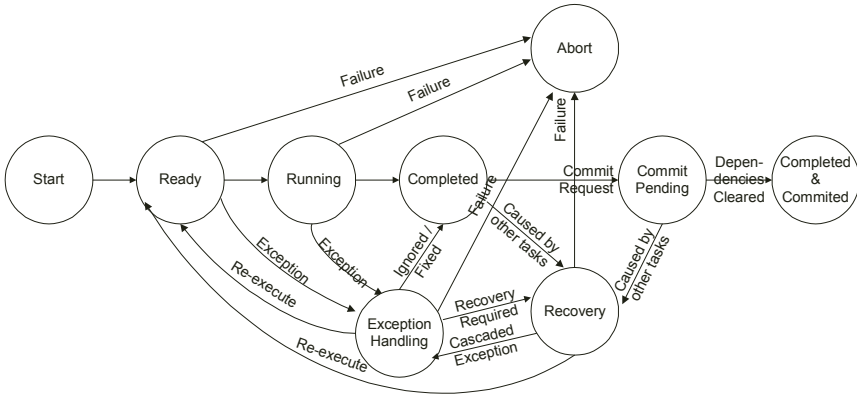 Abort
Failure
Failure
Failure
Start
Ready
Running
Completed
Commit
Request
Commit
Pending
Depen-
dencies
Cleared
Completed
&
Commited
Failure
Exception
Exception
Ignored /
Fixed
Caused by
other tasks
Caused by
other tasks
Re-execute
Exception
Handling
Recovery
Required
Cascaded
Exception
Recovery
Re-execute